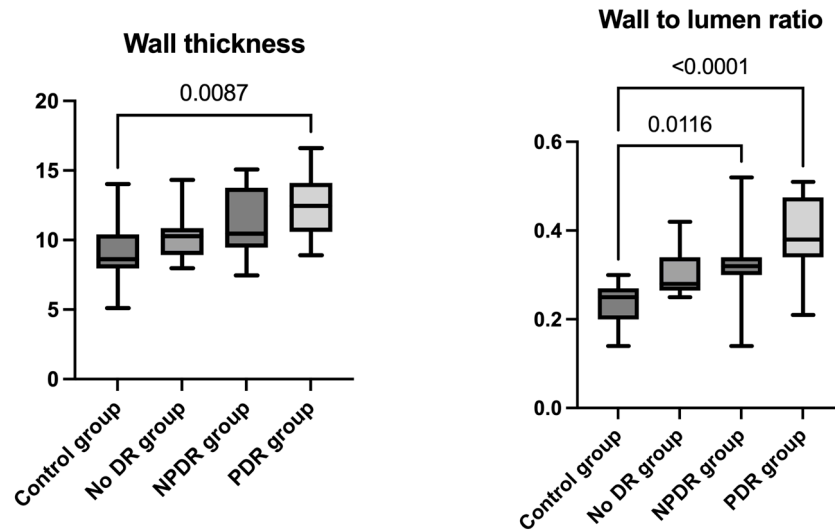 Wall thickness
0.0087
20
15
10
5
0
Control group
No DR group
NPDR group
PDR group
Wall to lumen ratio
<0.0001
0.0116
0.6
0.4
0.2
0.0
Control group
No DR group
NPDR group
PDR group